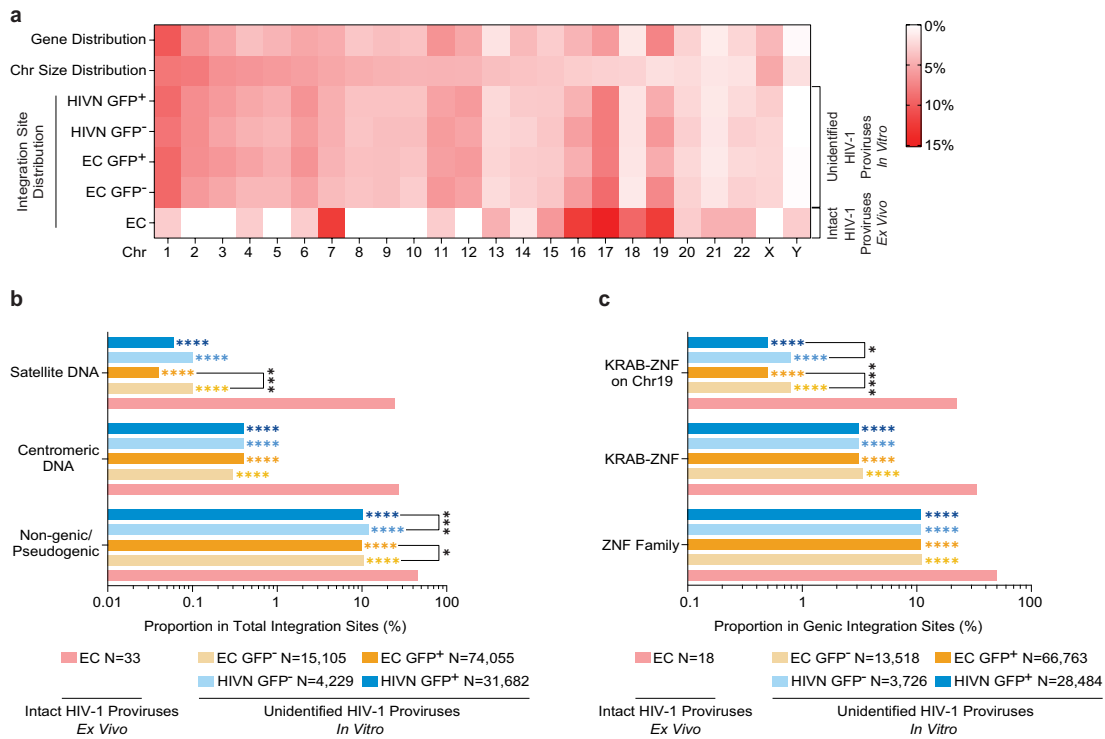 a
Gene Distribution
Chr Size Distribution
HIVN GFP+
HIVN GFP-
EC GFP+
EC GFP-
EC
Integration Site
Distribution
Chr
1 2 3 4 5 6 7 8 9 10 11 12 13 14 15 16 17 18 19 20 21 22 X Y
Unidentified
HIV-1
Proviruses
In Vitro
Intact
HIV-1
Proviruses
Ex Vivo
0%
5%
10%
15%
b
Satellite DNA
Centromeric
DNA
Non-genic/
Pseudogenic
****
****
****
****
***
****
****
****
****
****
****
****
****
***
*
0.01 0.1 1 10 100
Proportion in Total Integration Sites (%)
EC N=33
EC GFP- N=15,105
EC GFP+ N=74,055
HIVN GFP- N=4,229
HIVN GFP+ N=31,682
Intact HIV-1 Proviruses
Ex Vivo
Unidentified HIV-1 Proviruses
In Vitro
c
KRAB-ZNF
on Chr19
KRAB-ZNF
ZNF Family
****
****
****
****
*
****
****
****
****
****
****
****
****
****
0.1 1 10 100
Proportion in Genic Integration Sites (%)
EC N=18
EC GFP- N=13,518
EC GFP+ N=66,763
HIVN GFP- N=3,726
HIVN GFP+ N=28,484
Intact HIV-1 Proviruses
Ex Vivo
Unidentified HIV-1 Proviruses
In Vitro